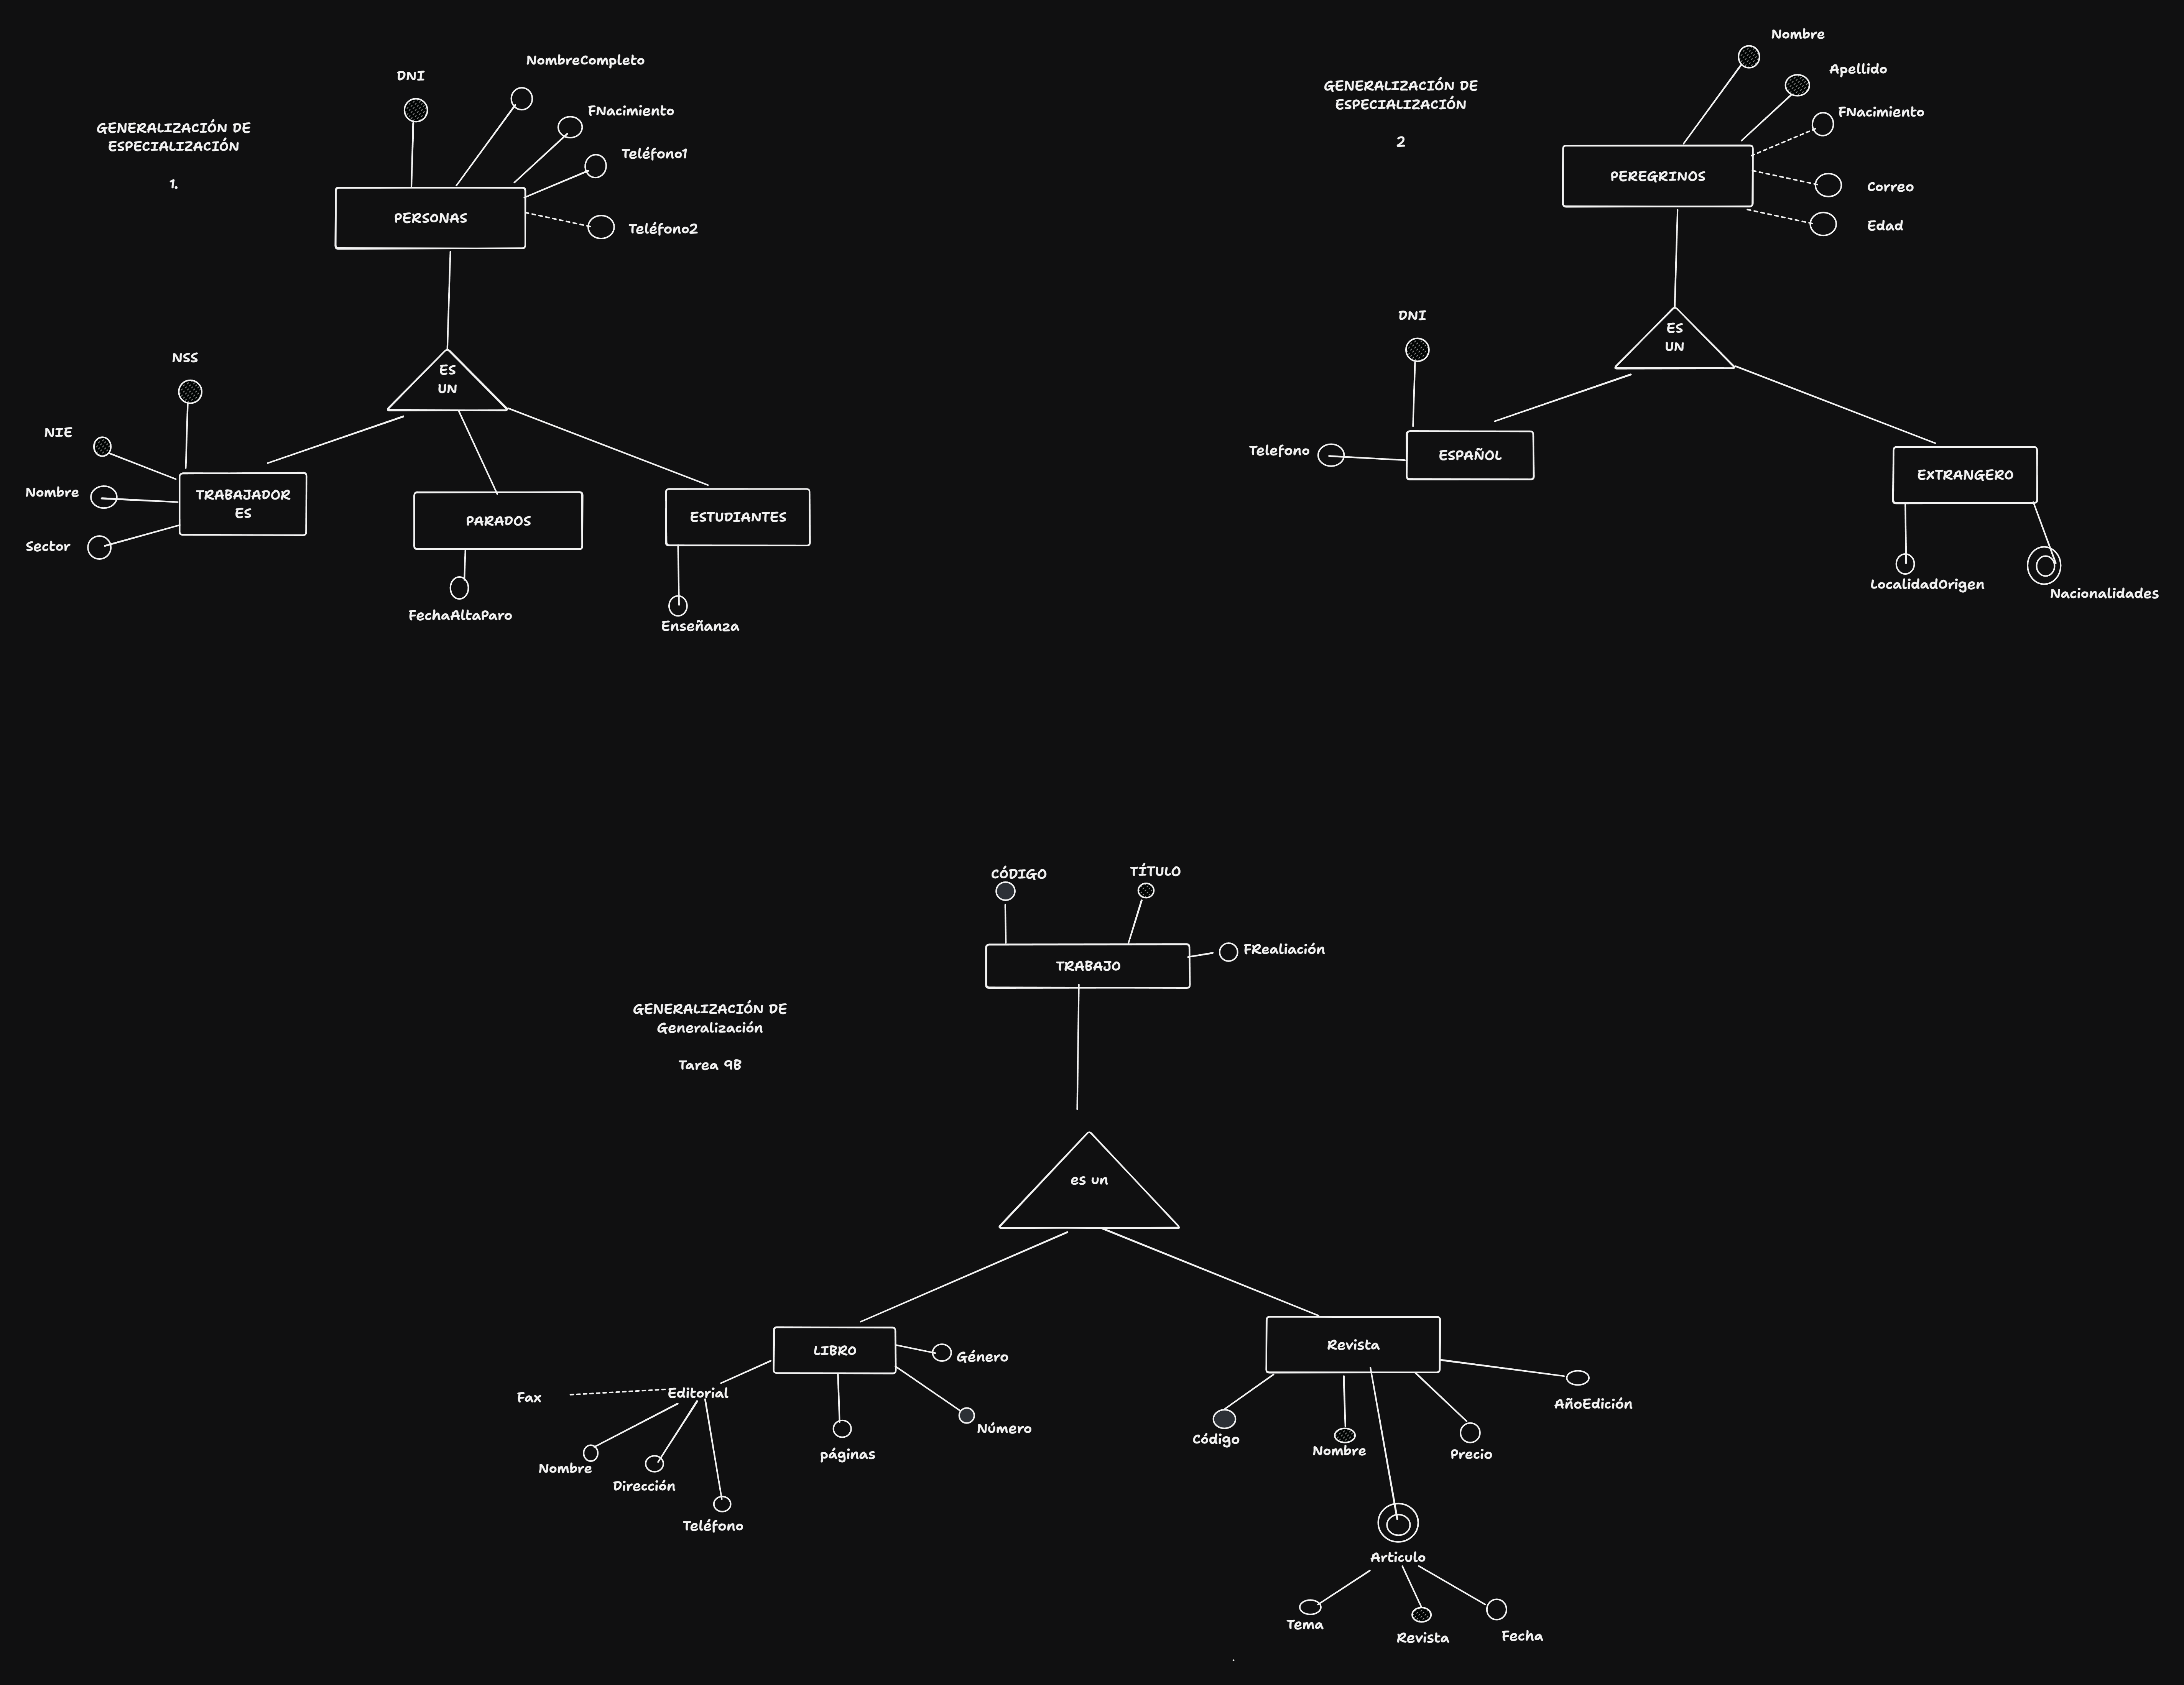 GENERALIZACIÓN DE
ESPECIALIZACIÓN
1.
DNI
NombreCompleto
FNacimiento
Teléfono1
Teléfono2
PERSONAS
ES
UN
NSS
NIE
Nombre
Sector
TRABAJADOR
ES
PARADOS
FechaAltaParo
ESTUDIANTES
Enseñanza
GENERALIZACIÓN DE
ESPECIALIZACIÓN
2
Nombre
Apellido
FNacimiento
Correo
Edad
PEREGRINOS
ES
UN
DNI
Telefono
ESPAÑOL
EXTRANGERO
LocalidadOrigen
Nacionalidades
GENERALIZACIÓN DE
Generalización
Tarea 9B
CÓDIGO
TÍTULO
FRealiación
TRABAJO
es un
LIBRO
Género
Número
páginas
Editorial
Fax
Nombre
Dirección
Teléfono
Revista
Código
Nombre
Precio
AñoEdición
Articulo
Tema
Revista
Fecha